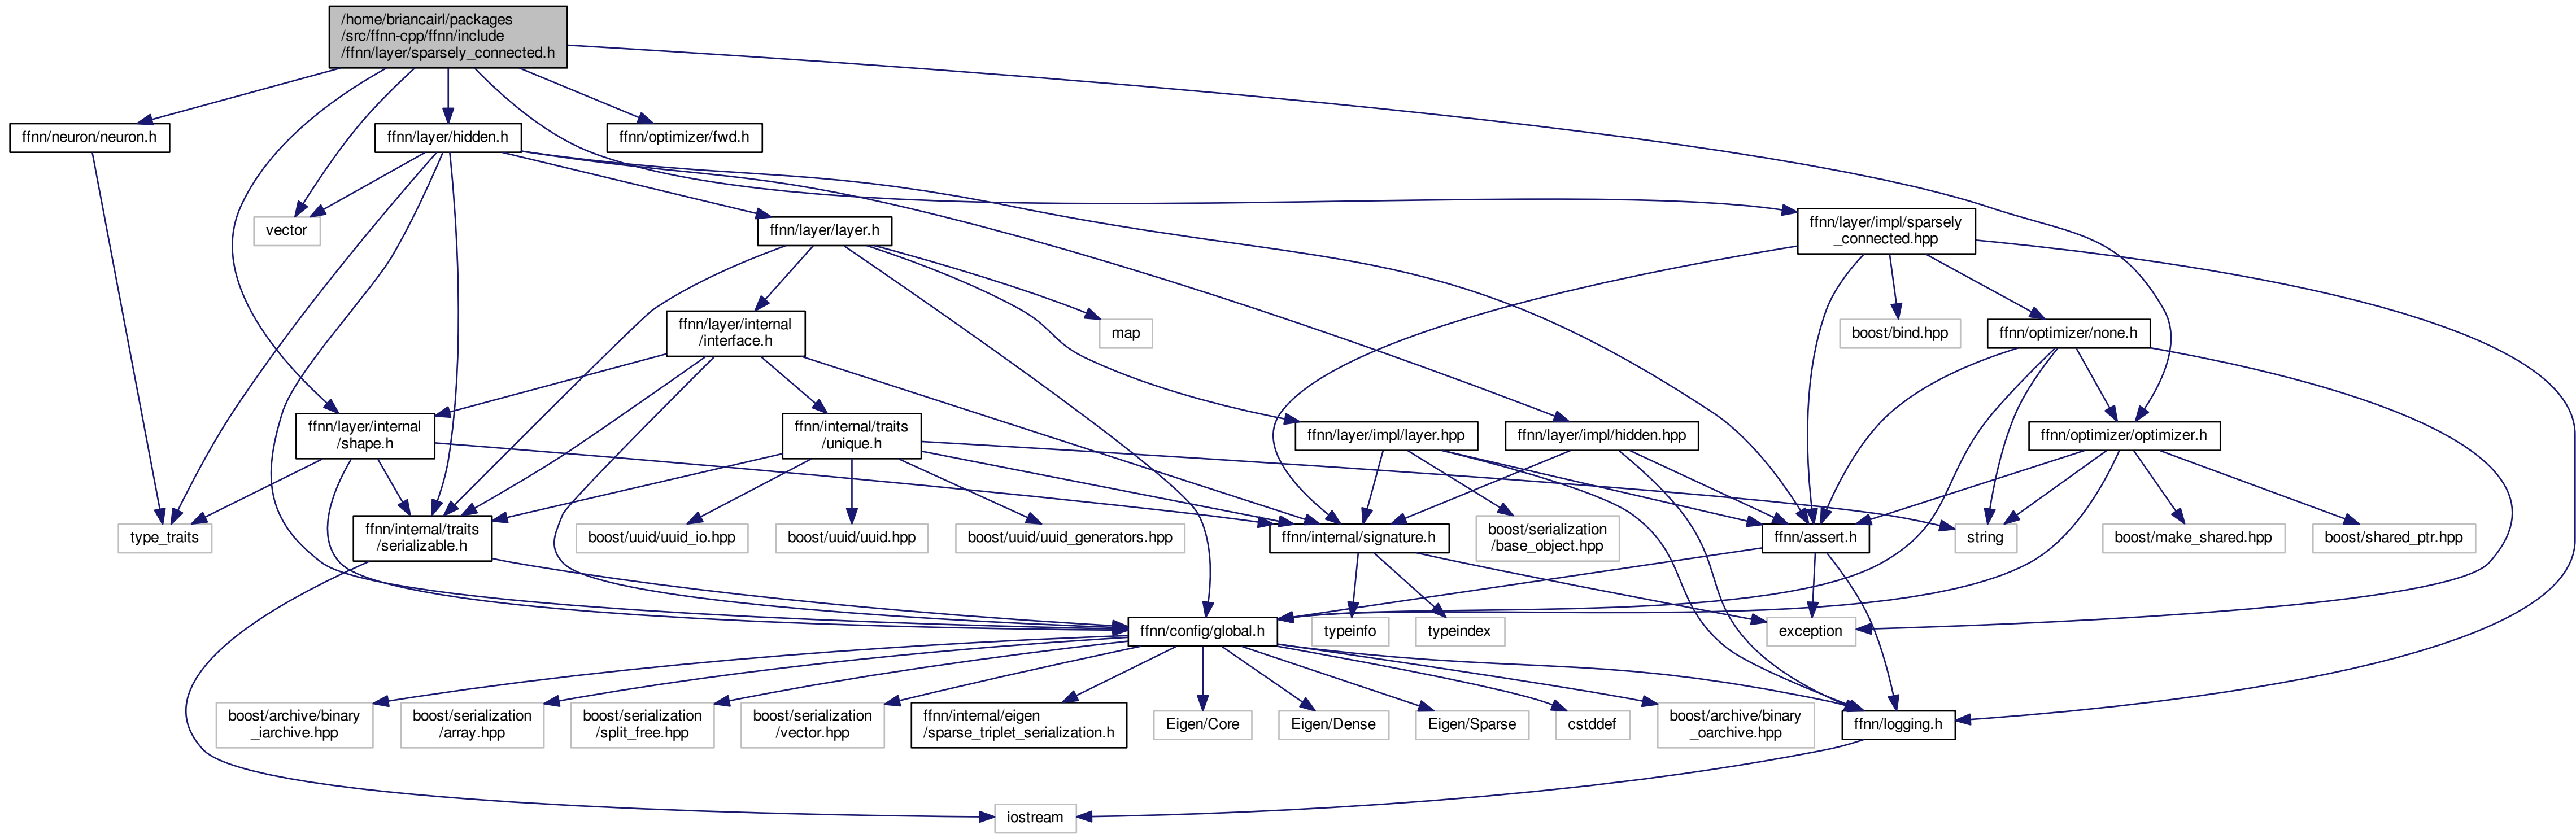 /home/briancairl/packages
/src/ffnn-cpp/ffnn/include
/ffnn/layer/sparsely_connected.h
ffnn/neuron/neuron.h
ffnn/layer/hidden.h
ffnn/optimizer/fwd.h
vector
ffnn/layer/layer.h
ffnn/layer/impl/sparsely
_connected.hpp
ffnn/layer/internal
/interface.h
map
boost/bind.hpp
ffnn/optimizer/none.h
ffnn/layer/internal
/shape.h
ffnn/internal/traits
/unique.h
ffnn/layer/impl/layer.hpp
ffnn/layer/impl/hidden.hpp
ffnn/optimizer/optimizer.h
type_traits
ffnn/internal/traits
/serializable.h
boost/uuid/uuid_io.hpp
boost/uuid/uuid.hpp
boost/uuid/uuid_generators.hpp
ffnn/internal/signature.h
boost/serialization
/base_object.hpp
ffnn/assert.h
string
boost/make_shared.hpp
boost/shared_ptr.hpp
ffnn/config/global.h
typeinfo
typeindex
exception
boost/archive/binary
_iarchive.hpp
boost/serialization
/array.hpp
boost/serialization
/split_free.hpp
boost/serialization
/vector.hpp
ffnn/internal/eigen
/sparse_triplet_serialization.h
Eigen/Core
Eigen/Dense
Eigen/Sparse
cstddef
boost/archive/binary
_oarchive.hpp
ffnn/logging.h
iostream